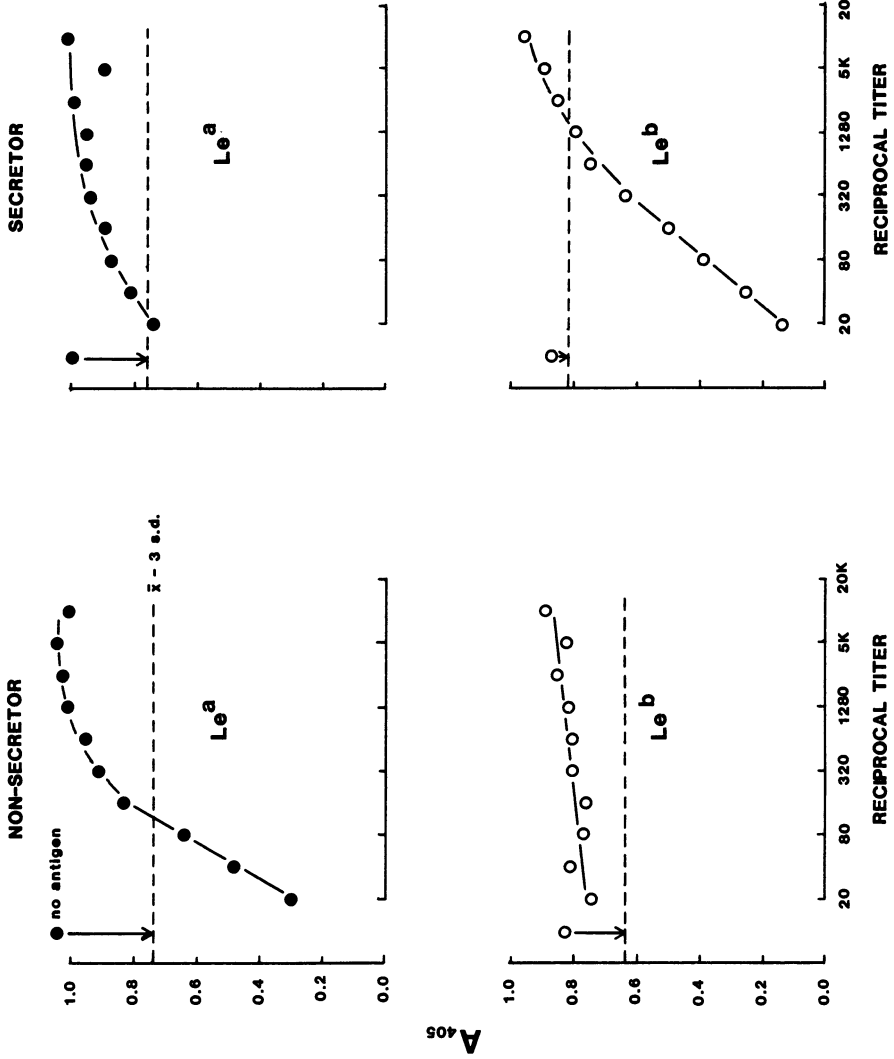 NON-SECRETOR
SECRETOR
no antigen
x̄ - 3 s.d.
Le a
Le a
1.0
0.8
0.6
0.4
0.2
0.0
A405
Le b
Le b
1.0
0.8
0.6
0.4
0.2
0.0
20 80 320 1280 5K 20K
20 80 320 1280 5K 20
RECIPROCAL TITER
RECIPROCAL TITER